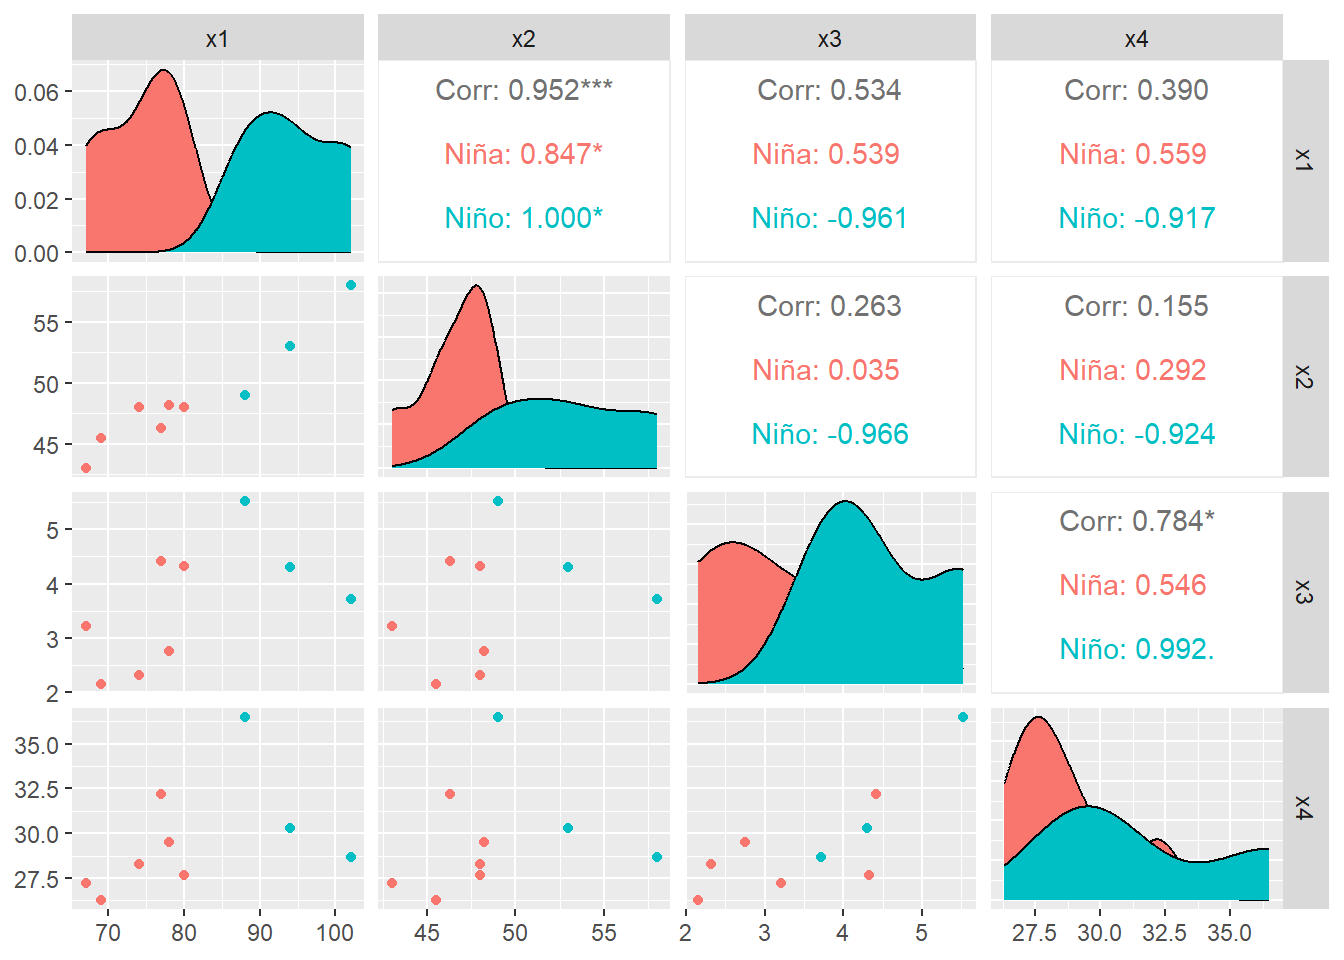 x1 x2 x3 x4
0.06
0.04
0.02
0.00
Corr: 0.952***
Niña: 0.847*
Niño: 1.000*
Corr: 0.534
Niña: 0.539
Niño: -0.961
Corr: 0.390
Niña: 0.559
Niño: -0.917
x1
55
50
45
Corr: 0.263
Niña: 0.035
Niño: -0.966
Corr: 0.155
Niña: 0.292
Niño: -0.924
x2
5
4
3
2
Corr: 0.784*
Niña: 0.546
Niño: 0.992.
x3
35.0
32.5
30.0
27.5
x4
70 80 90 100
45 50 55
2 3 4 5
27.5 30.0 32.5 35.0